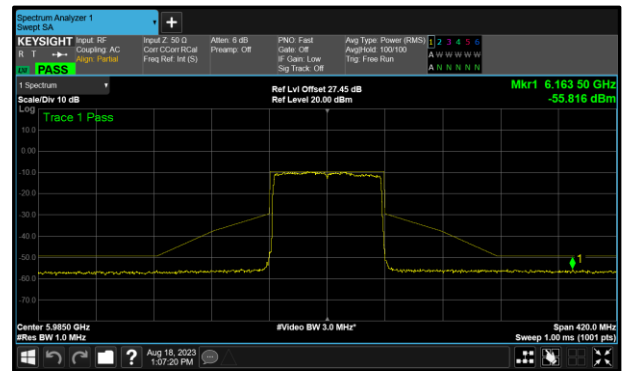 Spectrum Analyzer 1
Swept SA
+
KEYSIGHT Input: RF Input Z: 50 Ω Atten: 6 dB PNO: Fast Avg Type: Power (RMS) 1 2 3 4 5 6
R T Coupling: AC Corr CCorr RCal Preamp: Off Gate: Off Avg|Hold: 100/100 A W W W W W
Align: Partial Freq Ref: Int (S) IF Gain: Low Trig: Free Run
PASS Sig Track: Off A N N N N N
1 Spectrum Ref Lvl Offset 27.45 dB Mkr1 6.163 50 GHz
Scale/Div 10 dB Ref Level 20.00 dBm -55.816 dBm
Log
Trace 1 Pass
10.0
0.00
-10.0
-20.0
-30.0
-40.0
-50.0
1
-60.0
-70.0
Center 5.9850 GHz #Video BW 3.0 MHz* Span 420.0 MHz
#Res BW 1.0 MHz Sweep 1.00 ms (1001 pts)
? Aug 18, 2023
1:07:20 PM